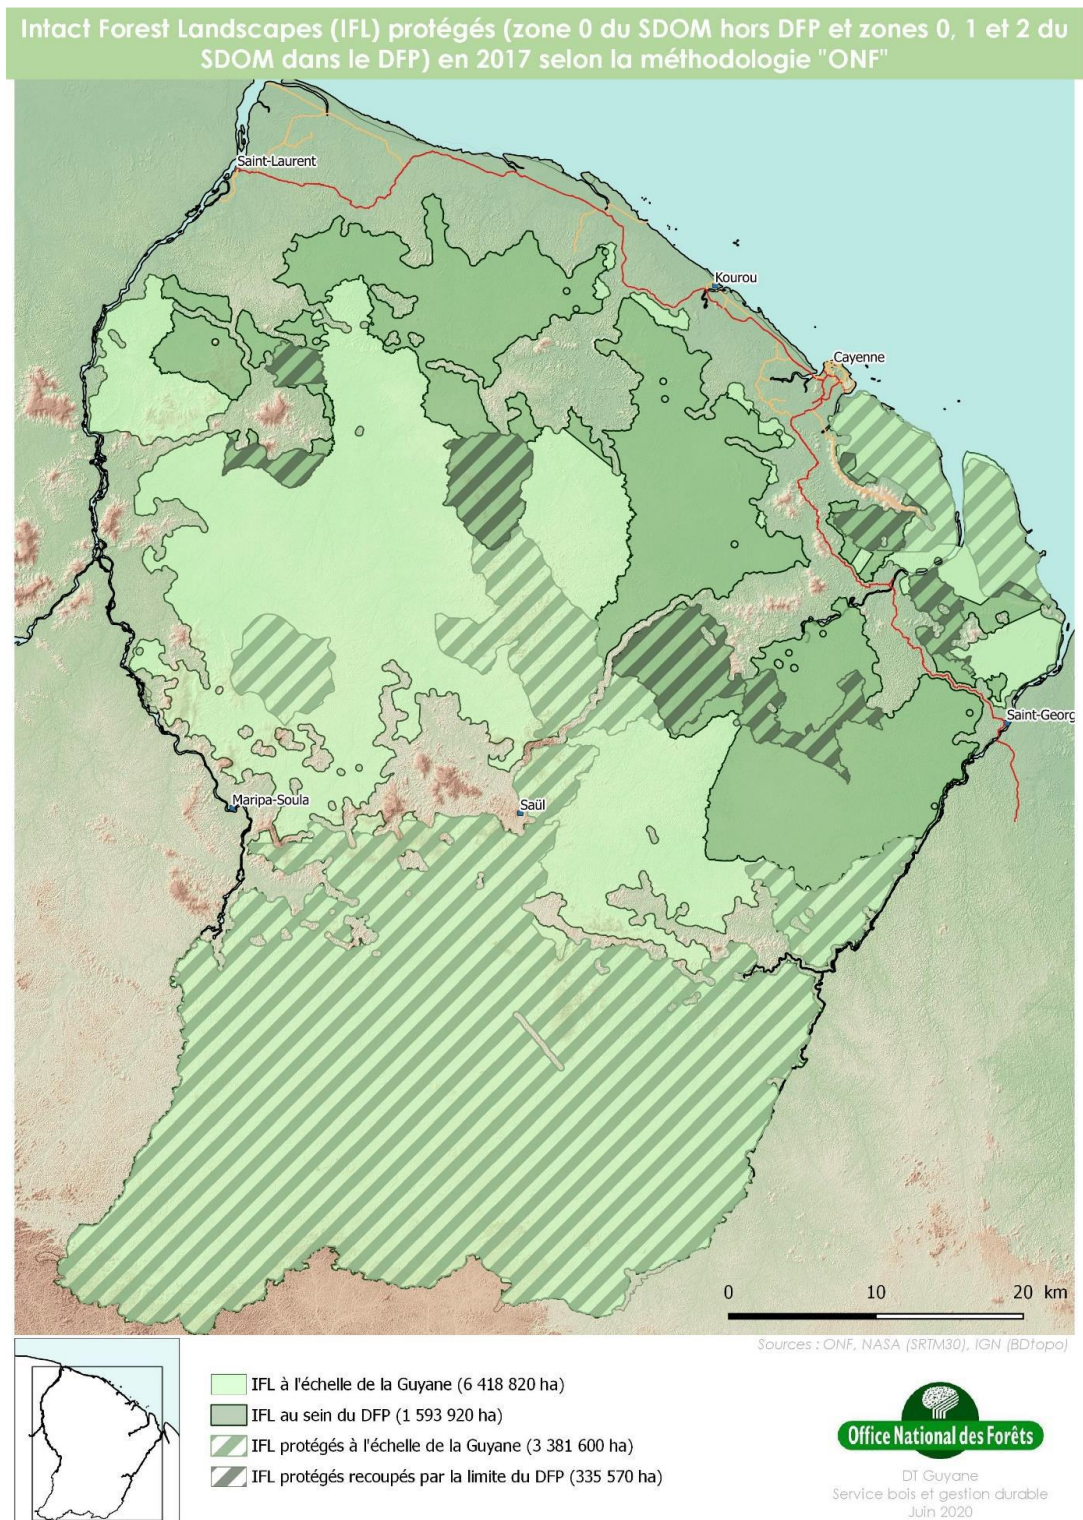 Intact Forest Landscapes (IFL) protégés (zone 0 du SDOM hors DFP et zones 0, 1 et 2 du
SDOM dans le DFP) en 2017 selon la méthodologie "ONF"
Saint-Laurent
Kourou
Cayenne
Saint-Georg
Maripa-Soula
Saül
0 10 20 km
Sources : ONF, NASA (SRTM30), IGN (BDtopo)
IFL à l'échelle de la Guyane (6 418 820 ha)
IFL au sein du DFP (1 593 920 ha)
IFL protégés à l'échelle de la Guyane (3 381 600 ha)
IFL protégés recoupés par la limite du DFP (335 570 ha)
Office National des Forêts
DT Guyane
Service bois et gestion durable
Juin 2020